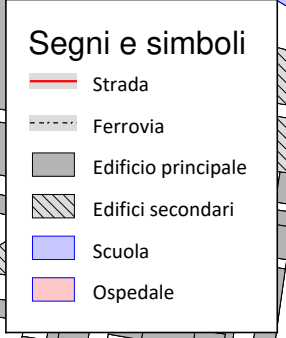 Segni e simboli
Strada
Ferrovia
Edificio principale
Edifici secondari
Scuola
Ospedale